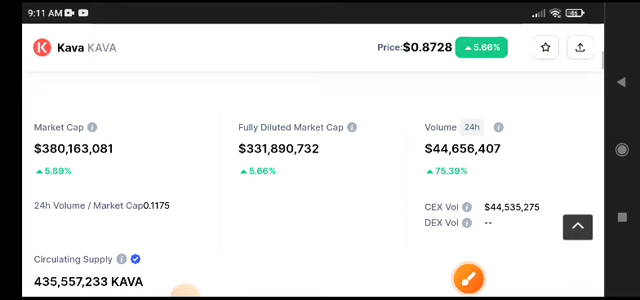 9:11 AM
Kava KAVA
Price:$0.8728 5.66%
Market Cap
$380,163,081
5.89%
24h Volume / Market Cap0.1175
Fully Diluted Market Cap
$331,890,732
5.66%
Volume 24h
$44,656,407
75.39%
CEX Vol $44,535,275
DEX Vol --
Circulating Supply
435,557,233 KAVA